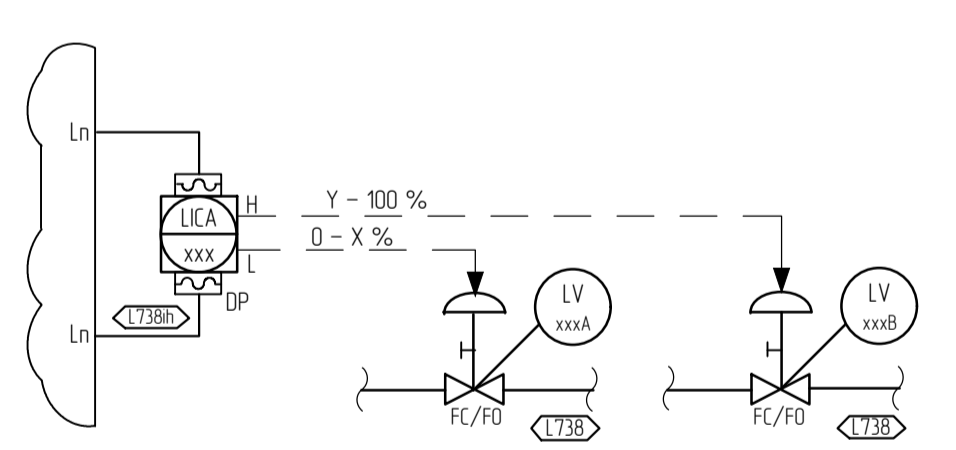 Ln
LICA
xxx
H
Y - 100 %
0 - X %
L
DP
L738ih
Ln
LV
xxxA
FC/FO
L738
LV
xxxB
FC/FO
L738